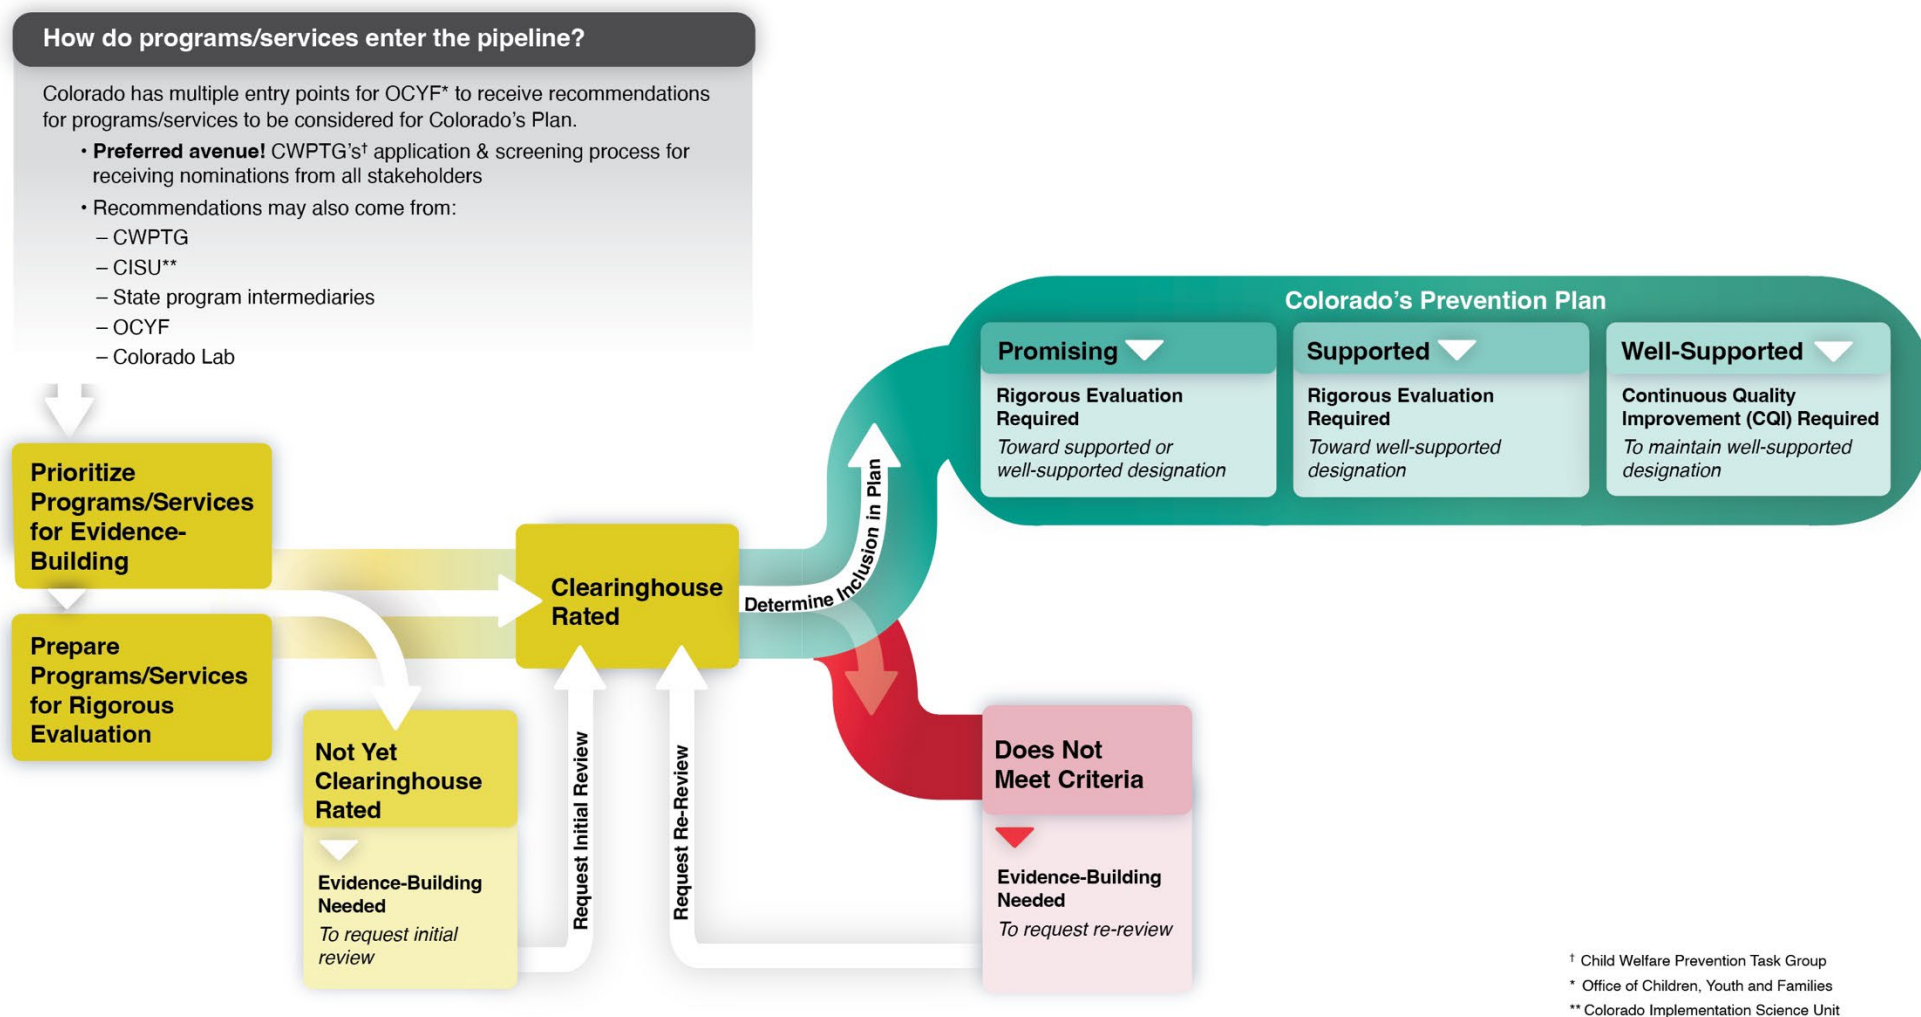 How do programs/services enter the pipeline?
Colorado has multiple entry points for OCYF* to receive recommendations
for programs/services to be considered for Colorado's Plan.
• Preferred avenue! CWPTG's† application & screening process for
receiving nominations from all stakeholders
• Recommendations may also come from:
– CWPTG
– CISU**
– State program intermediaries
– OCYF
– Colorado Lab
Prioritize
Programs/Services
for Evidence-
Building
Prepare
Programs/Services
for Rigorous
Evaluation
Not Yet
Clearinghouse
Rated
Evidence-Building
Needed
To request initial
review
Request Initial Review
Clearinghouse
Rated
Request Re-Review
Determine Inclusion in Plan
Colorado's Prevention Plan
Promising
Rigorous Evaluation
Required
Toward supported or
well-supported designation
Supported
Rigorous Evaluation
Required
Toward well-supported
designation
Well-Supported
Continuous Quality
Improvement (CQI) Required
To maintain well-supported
designation
Does Not
Meet Criteria
Evidence-Building
Needed
To request re-review
† Child Welfare Prevention Task Group
* Office of Children, Youth and Families
** Colorado Implementation Science Unit